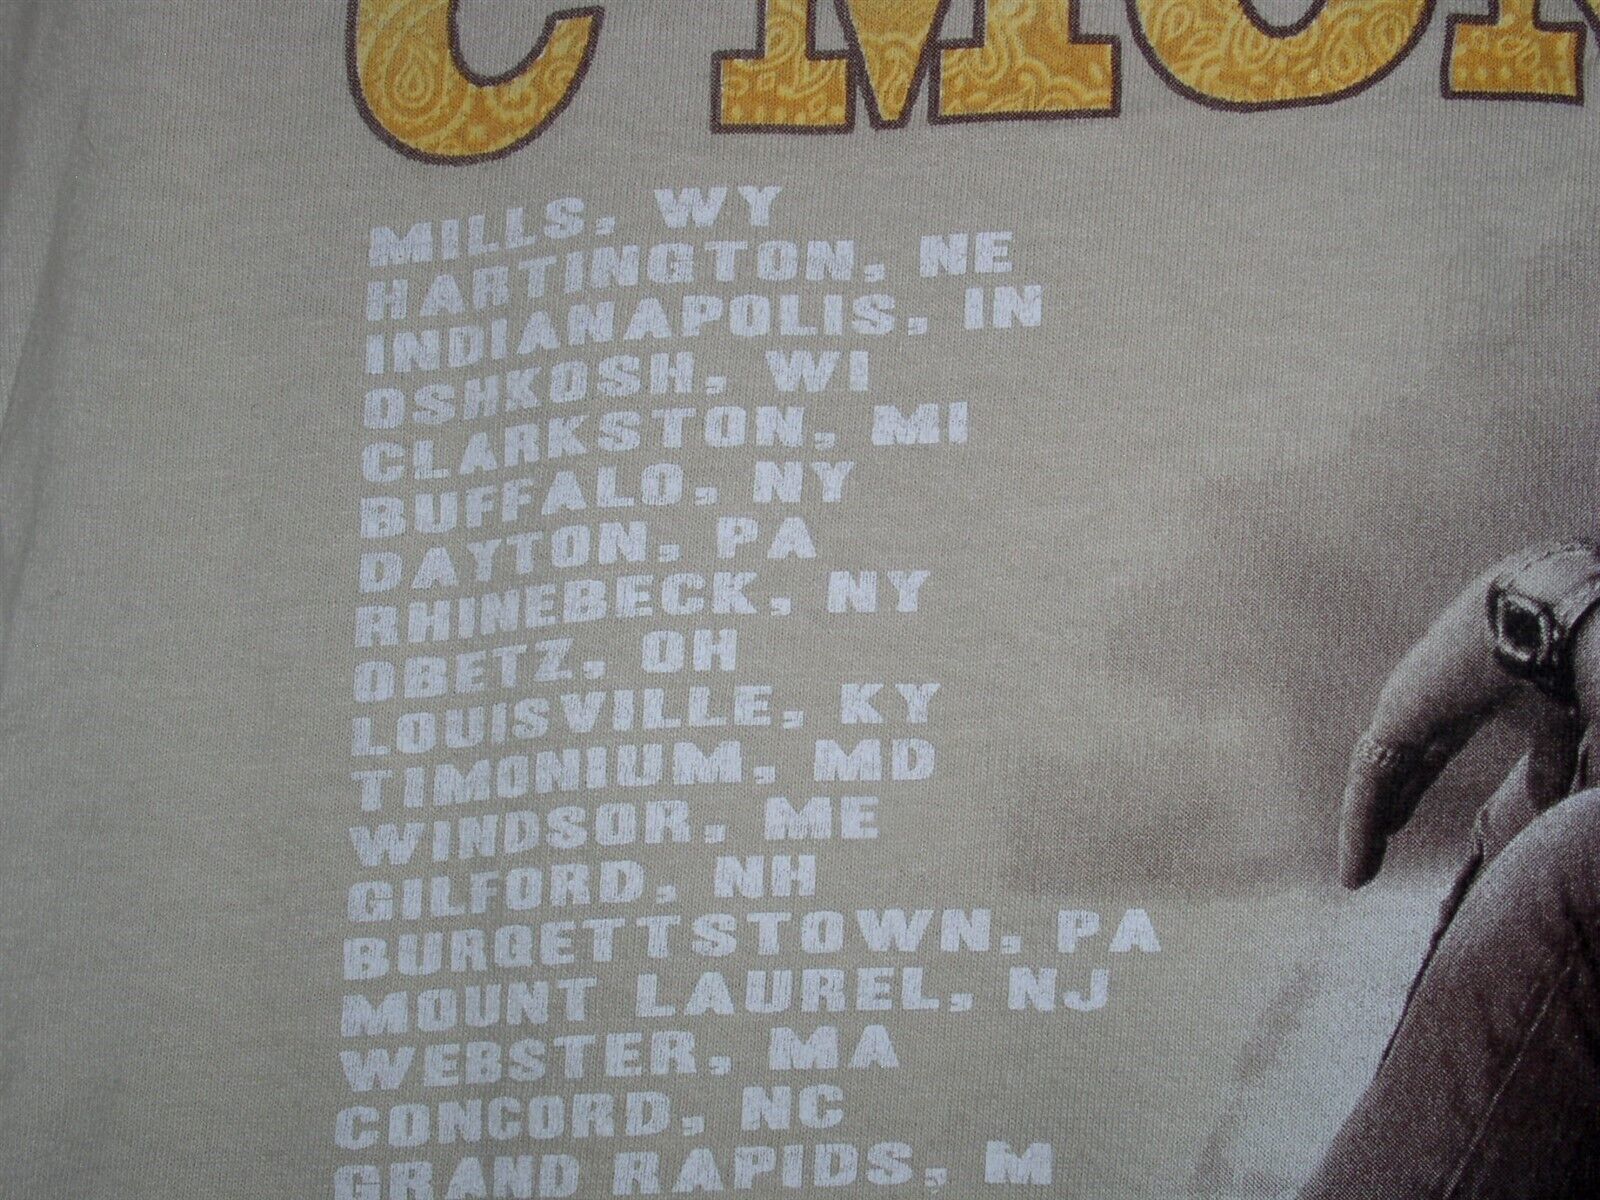 MILLS, WY
HARTINGTON, NE
INDIANAPOLIS, IN
OSHKOSH, WI
CLARKSTON, MI
BUFFALO, NY
DAYTON, PA
RHINEBECK, NY
OBETZ, OH
LOUISVILLE, KY
TIMONIUM, MD
WINDSOR, ME
GILFORD, NH
BURGETTSTOWN, PA
MOUNT LAUREL, NJ
WEBSTER, MA
CONCORD, NC
GRAND RAPIDS, M